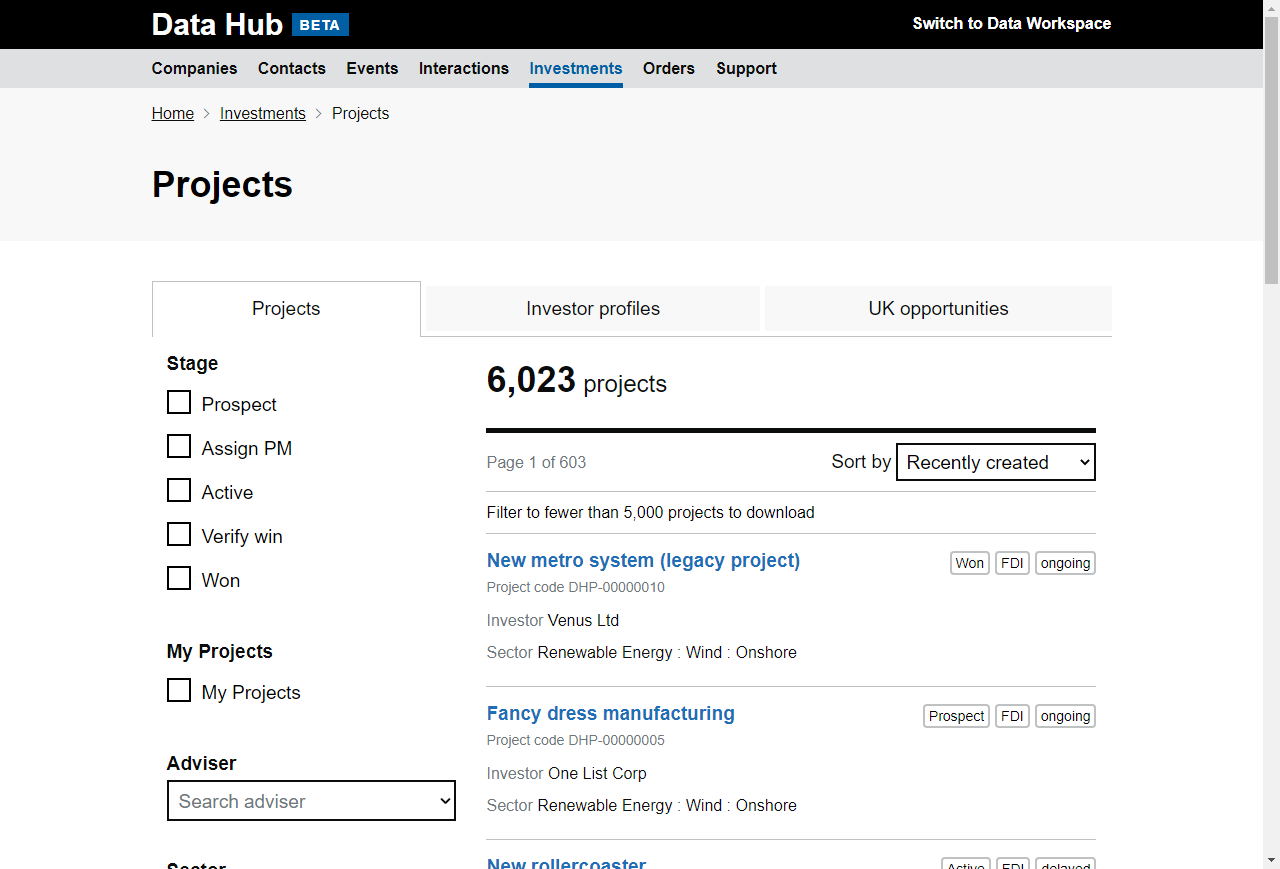 Data Hub BETA
Switch to Data Workspace
Companies Contacts Events Interactions Investments Orders Support
Home Investments Projects
Projects
Projects Investor profiles UK opportunities
Stage
Prospect
Assign PM
Active
Verify win
Won
My Projects
My Projects
Adviser
Search adviser
Sector
6,023 projects
Page 1 of 603
Sort by Recently created
Filter to fewer than 5,000 projects to download
New metro system (legacy project)
Won FDI ongoing
Project code DHP-00000010
Investor Venus Ltd
Sector Renewable Energy : Wind : Onshore
Fancy dress manufacturing
Prospect FDI ongoing
Project code DHP-00000005
Investor One List Corp
Sector Renewable Energy : Wind : Onshore
New rollercoaster
Active FDI delayed